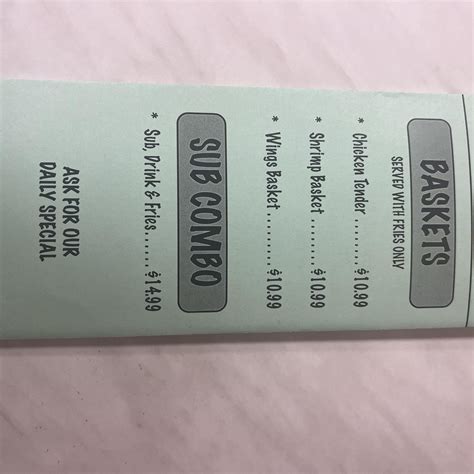 BASKETS
SERVED WITH FRIES ONLY
* Chicken Tender ........ $10.99
* Shrimp Basket ......... $10.99
* Wings Basket .......... $10.99
SUB COMBO
* Sub, Drink & Fries...... $14.99
ASK FOR OUR
DAILY SPECIAL